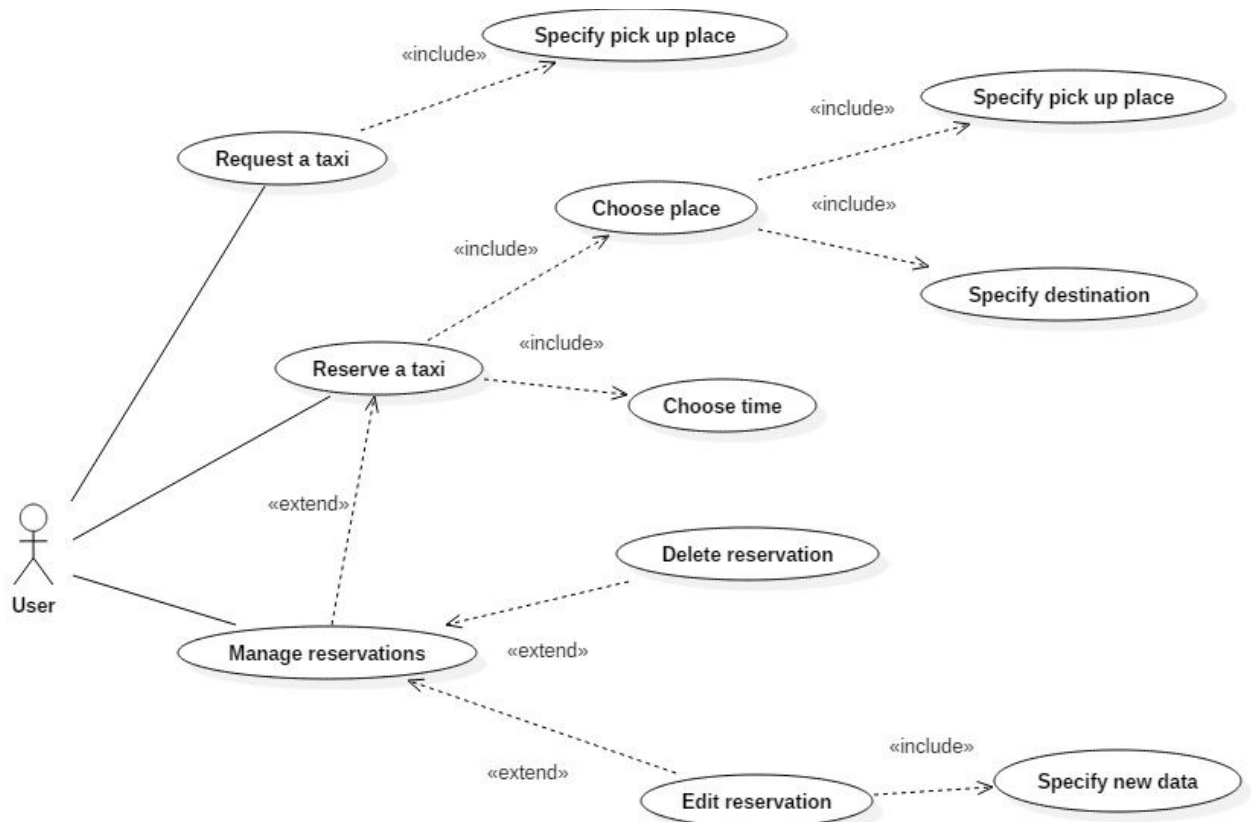 Specify pick up place
«include»
Specify pick up place
«include»
Request a taxi
Choose place
«include»
«include»
Specify destination
«include»
Reserve a taxi
Choose time
«extend»
Delete reservation
User
Manage reservations
«extend»
«include»
«extend»
Specify new data
Edit reservation